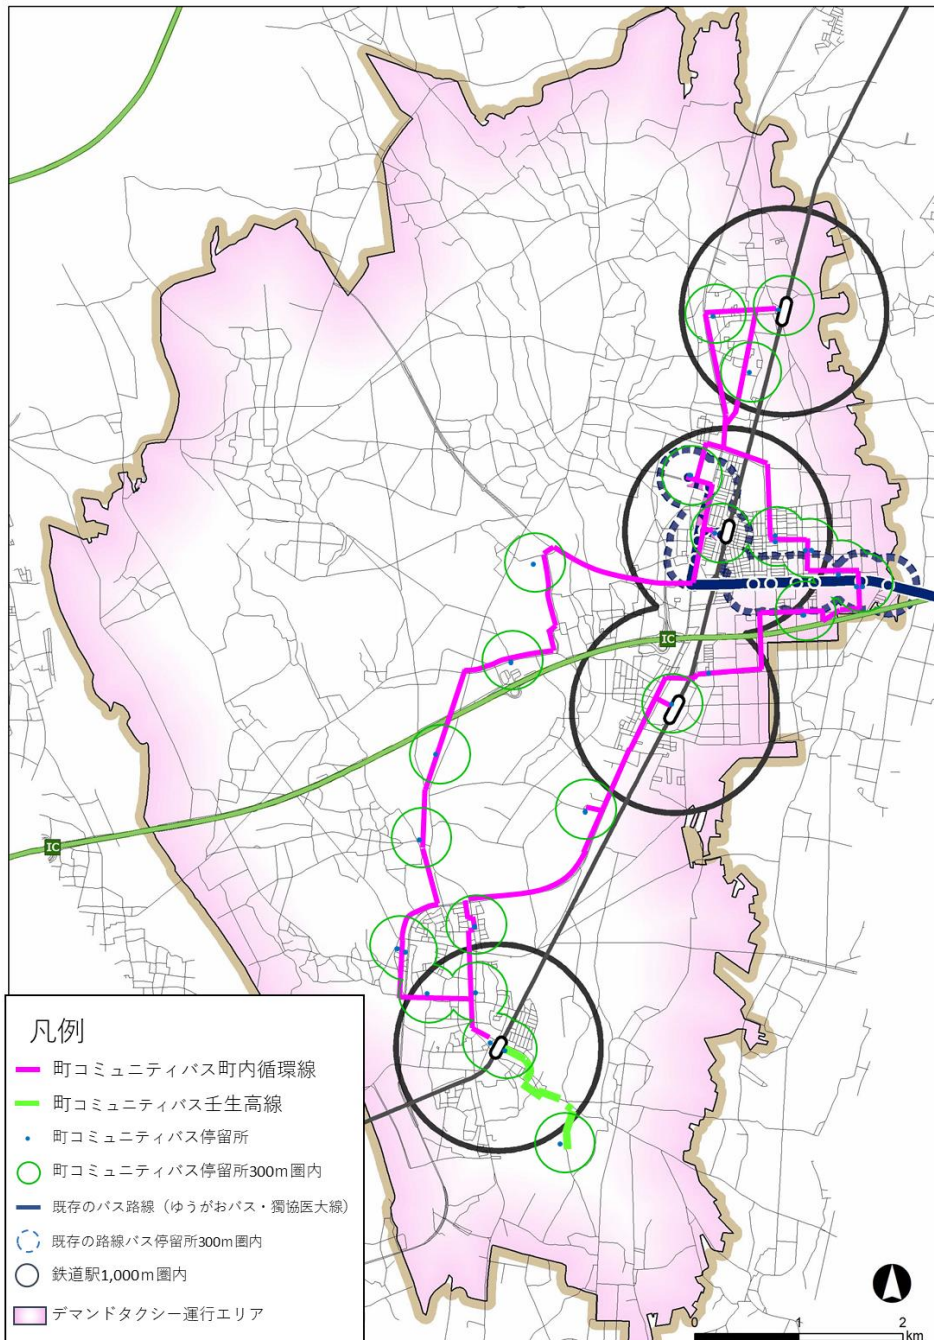 IC
IC
凡例
町コミュニティバス町内循環線
町コミュニティバス壬生高線
町コミュニティバス停留所
町コミュニティバス停留所300m圏内
既存のバス路線（ゆうがおバス・獨協医大線）
既存の路線バス停留所300m圏内
鉄道駅1,000m圏内
デマンドタクシー運行エリア
0 1 2
km